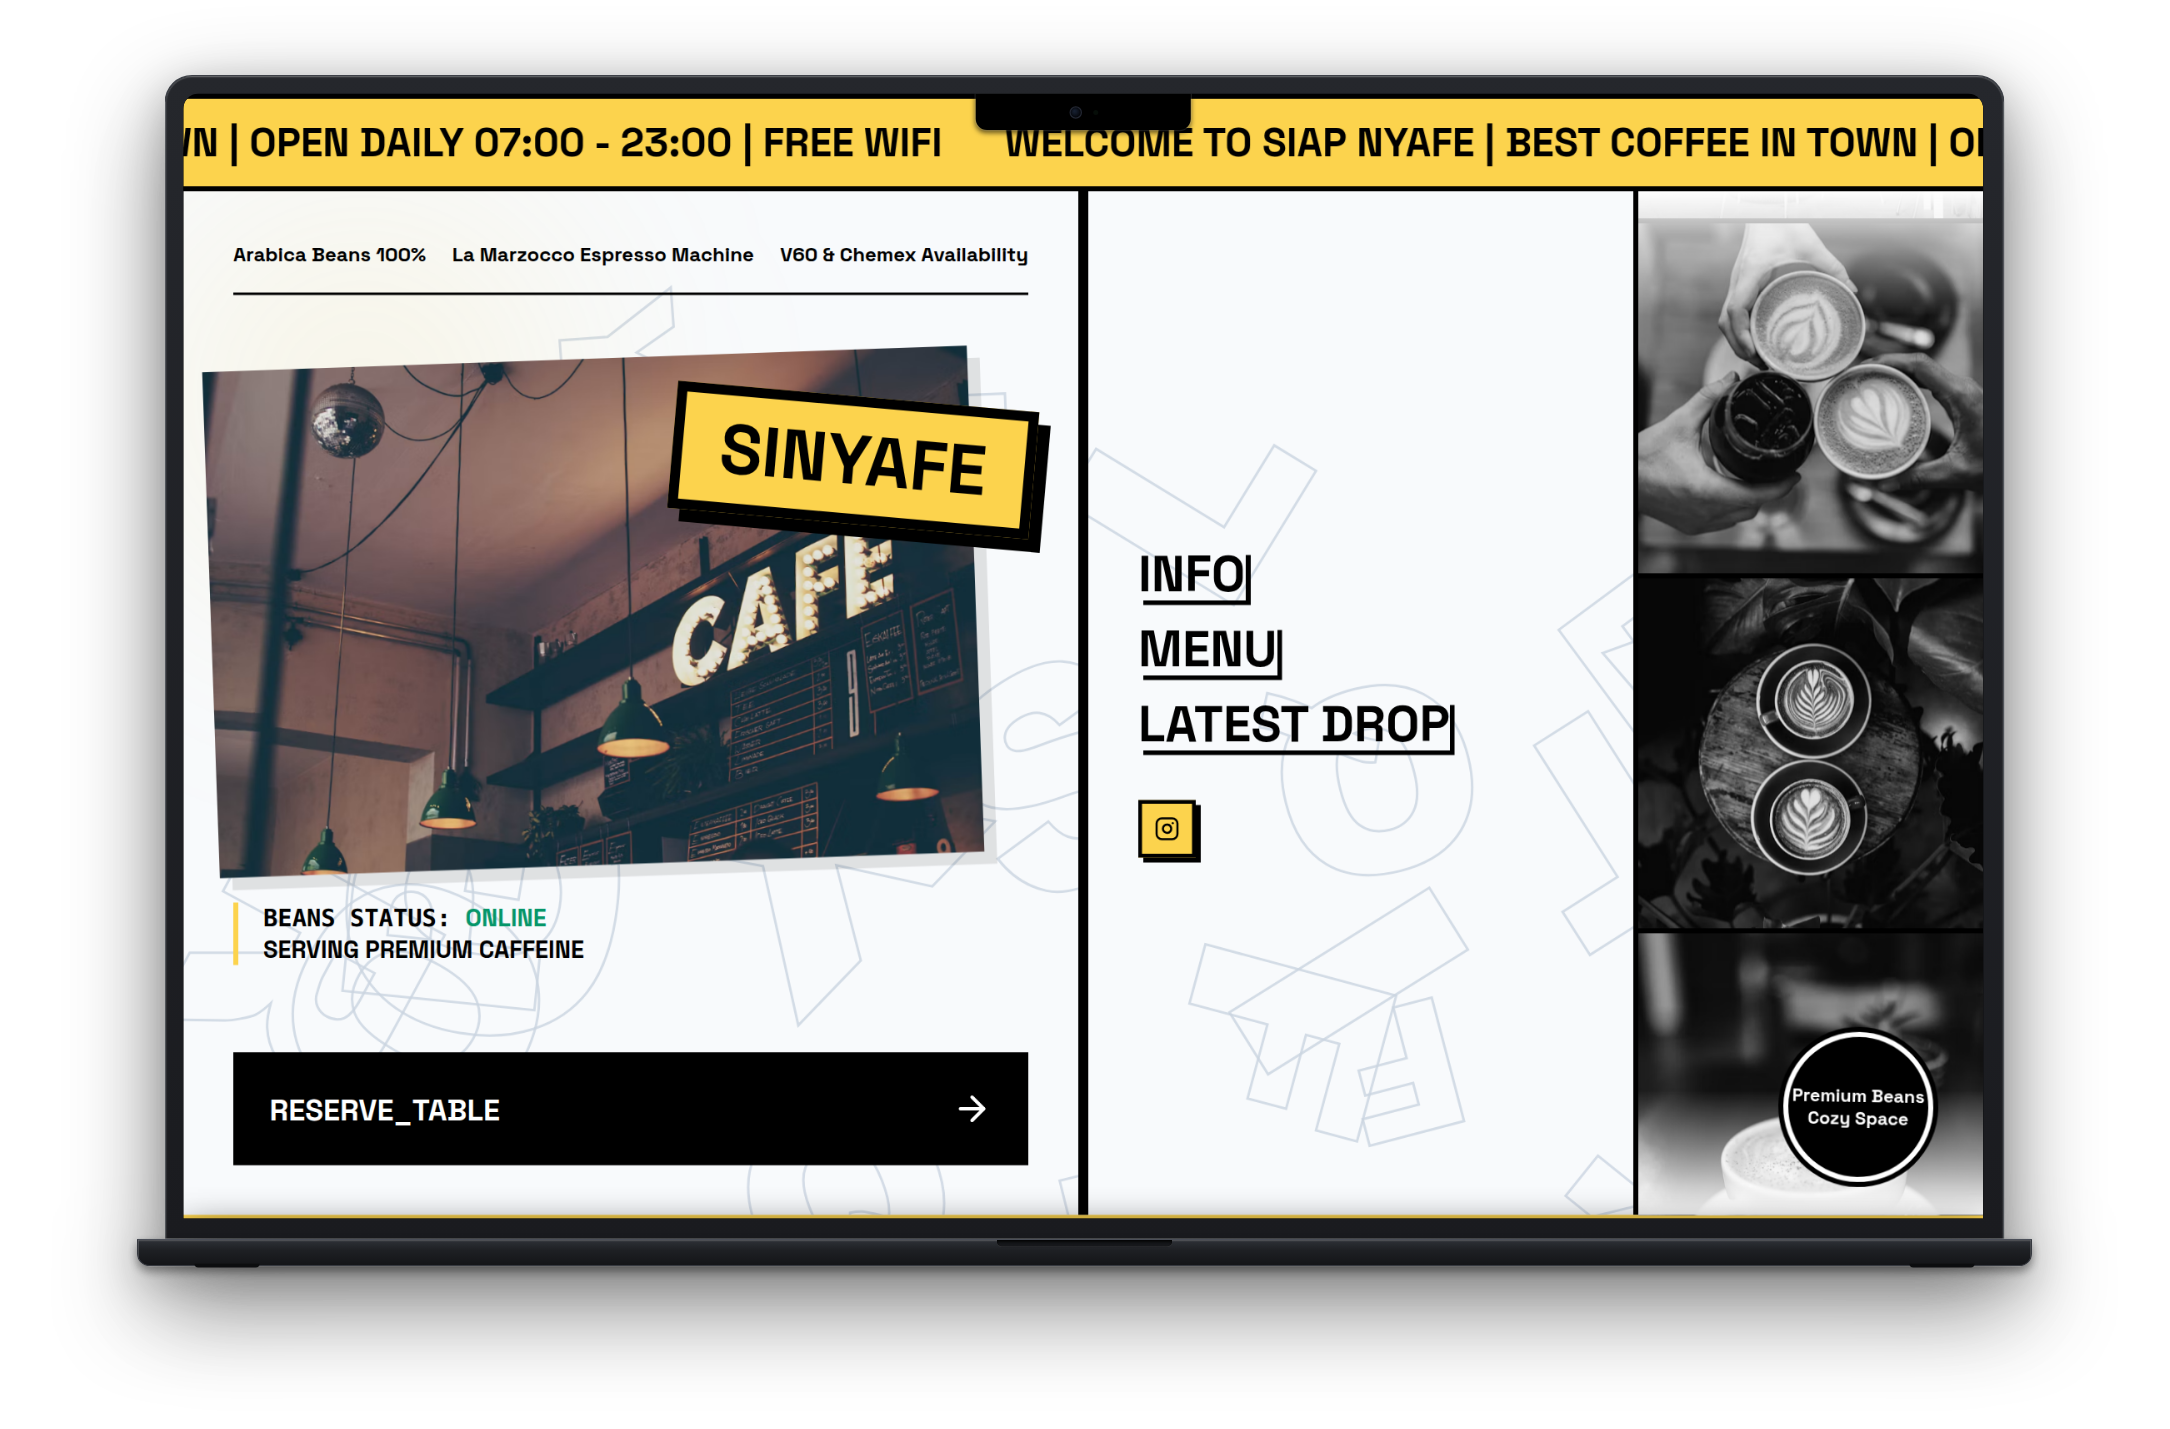 WN | OPEN DAILY 07:00 - 23:00 | FREE WIFI WELCOME TO SIAP NYAFE | BEST COFFEE IN TOWN |
Arabica Beans 100% La Marzocco Espresso Machine V60 & Chemex Availability
SINYAFE
CAFE
BEANS STATUS: ONLINE
SERVING PREMIUM CAFFEINE
RESERVE_TABLE
INFO
MENU
LATEST DROP
Premium Beans
Cozy Space